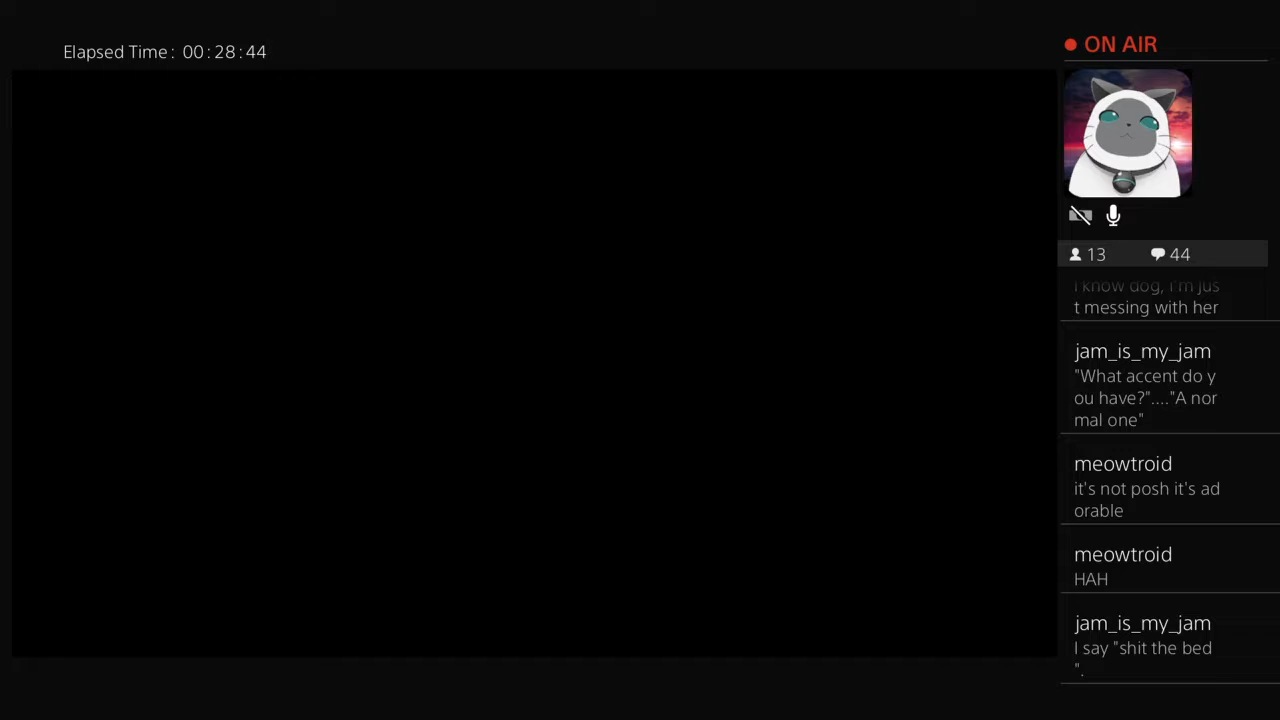 Elapsed Time: 00:28:44
ON AIR
13 44
I know dog, I'm jus
t messing with her
jam_is_my_jam
"What accent do y
ou have?"...."A nor
mal one"
meowtroid
it's not posh it's ad
orable
meowtroid
HAH
jam_is_my_jam
I say "shit the bed
".